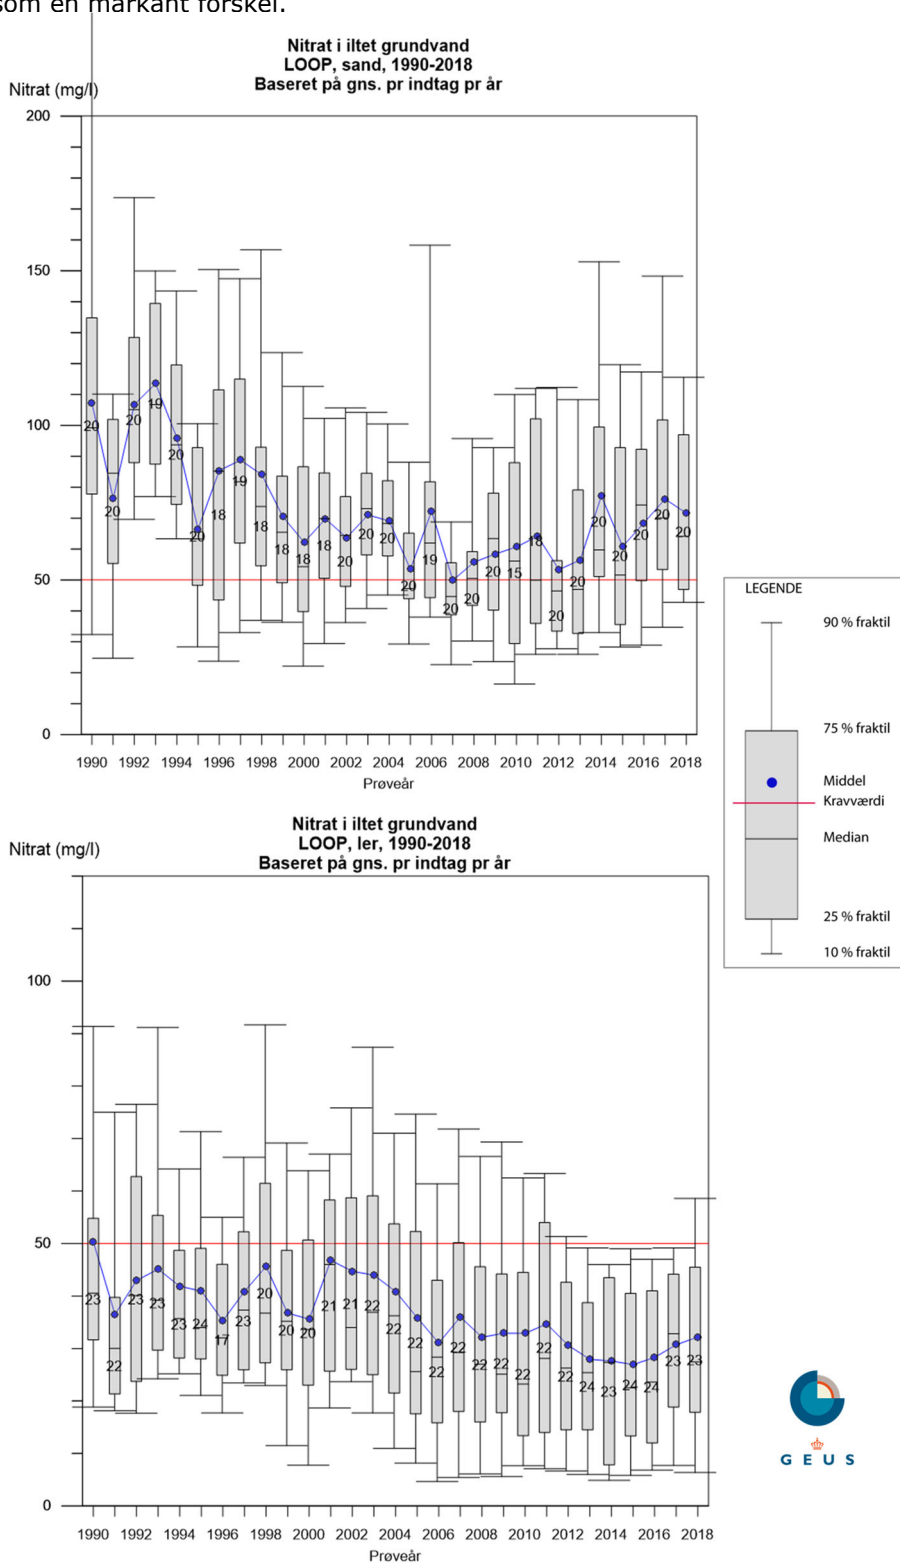 som en markant forskel.
Nitrat i iltet grundvand
LOOP, sand, 1990-2018
Baseret på gns. pr indtag pr år
Nitrat (mg/l)
200
150
100
50
0
20 20 20 19 20 20 18 19 18 18 18 18 20 20 20 20 19 20 20 20 15 18 20 20 20 20 20 20 20
1990 1992 1994 1996 1998 2000 2002 2004 2006 2008 2010 2012 2014 2016 2018
Prøveår
LEGENDE
90 % fraktil
75 % fraktil
Middel
Kravværdi
Median
25 % fraktil
10 % fraktil
Nitrat i iltet grundvand
LOOP, ler, 1990-2018
Baseret på gns. pr indtag pr år
Nitrat (mg/l)
100
50
0
23 22 23 23 23 24 17 23 20 20 20 21 21 22 22 22 22 22 22 22 22 22 22 24 23 24 24 23 23
1990 1992 1994 1996 1998 2000 2002 2004 2006 2008 2010 2012 2014 2016 2018
Prøveår
GEUS